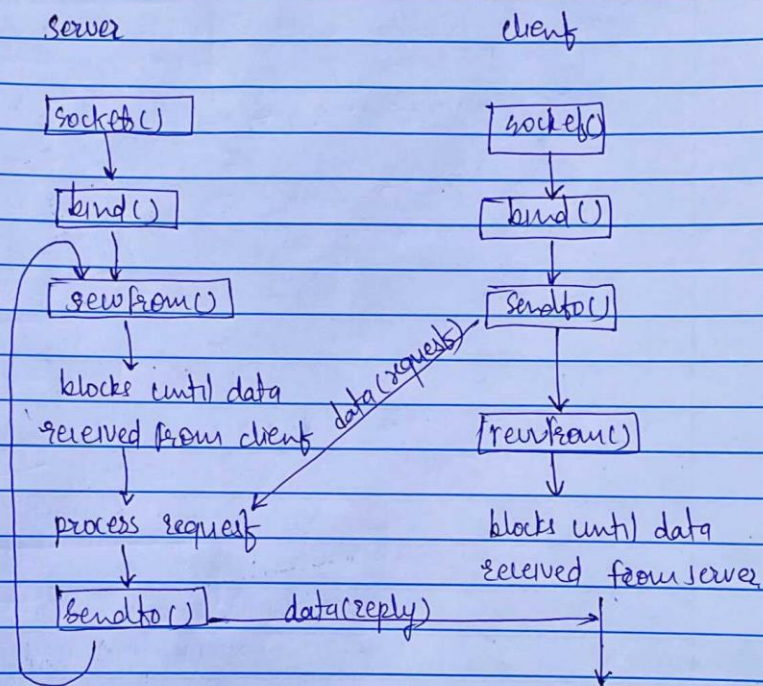 server
client
socket()
socket()
bind()
bind()
recvfrom()
sendto()
data(request)
blocks until data
received from client
recvfrom()
process request
blocks until data
received from server
sendto()
data(reply)